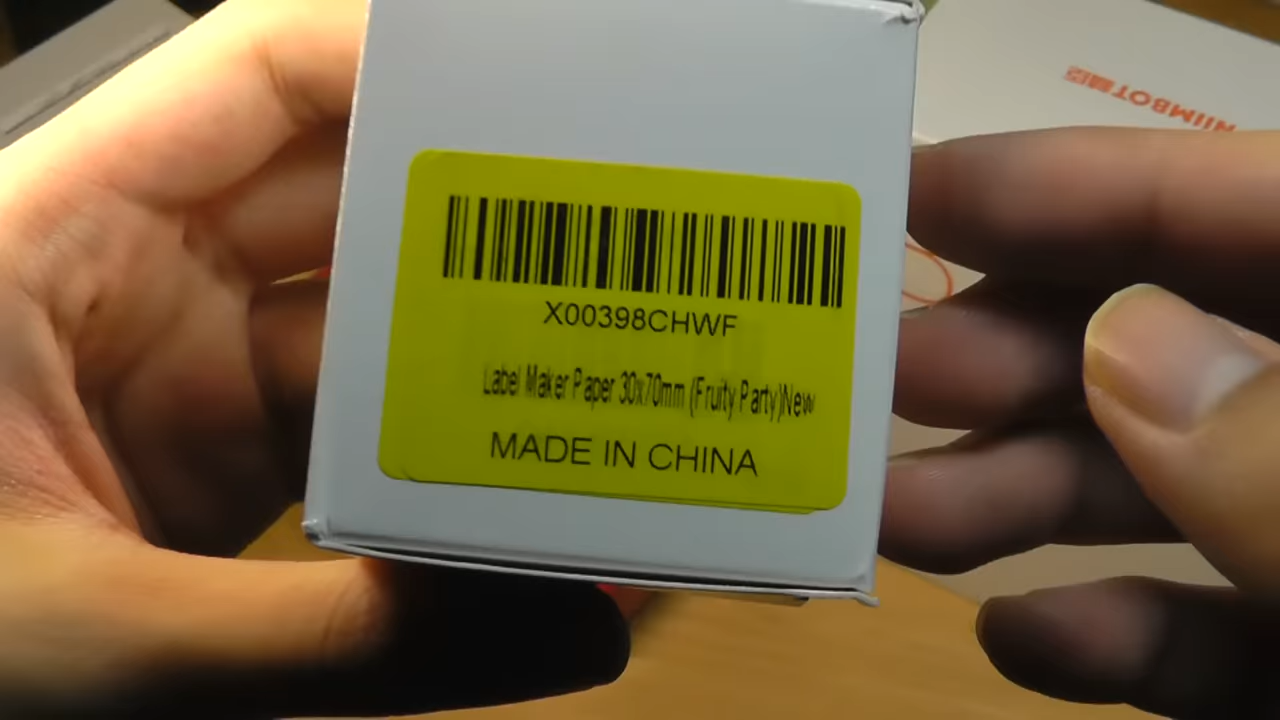 NIIMBOT
X00398CHWF
Label Maker Paper 30x70mm (Fruity Party)New
MADE IN CHINA